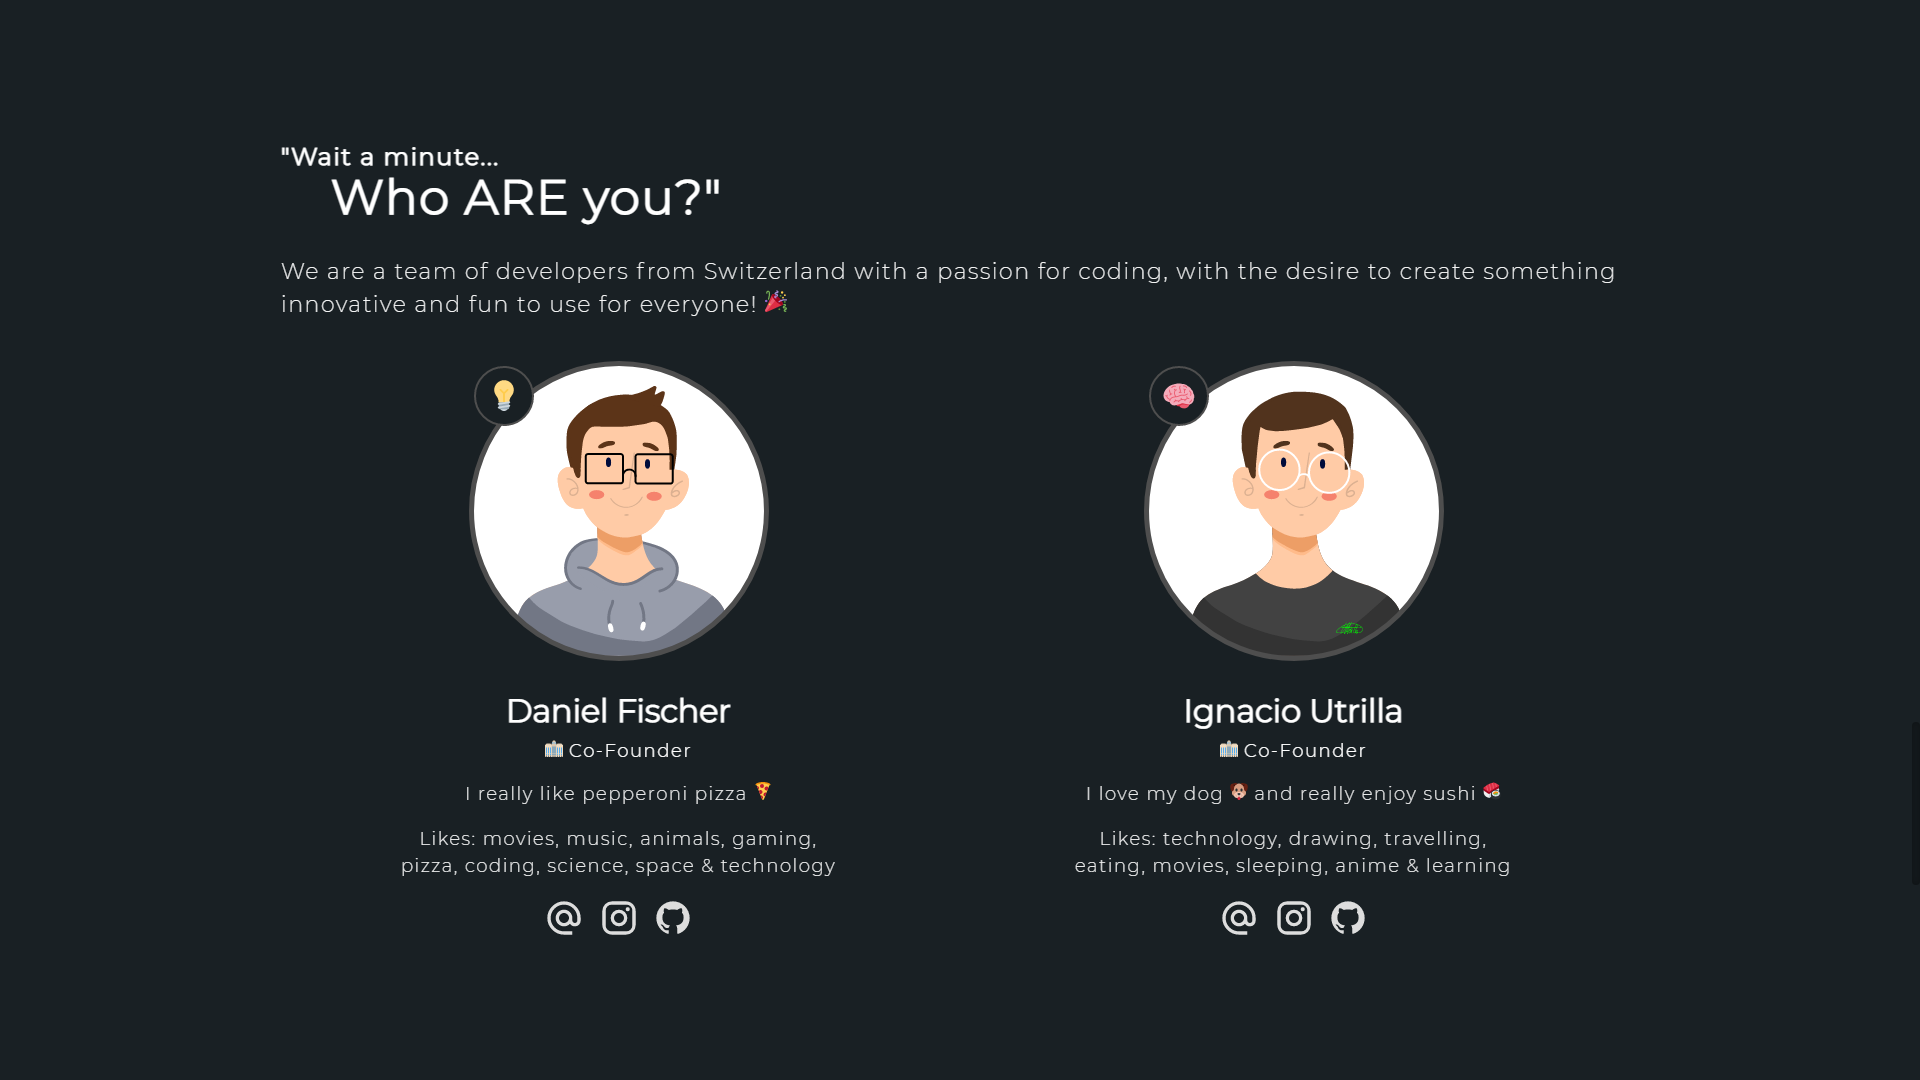 "Wait a minute...
Who ARE you?"
We are a team of developers from Switzerland with a passion for coding, with the desire to create something
innovative and fun to use for everyone! 🎉
Daniel Fischer
Co-Founder
I really like pepperoni pizza 🍕
Likes: movies, music, animals, gaming,
pizza, coding, science, space & technology
Ignacio Utrilla
Co-Founder
I love my dog 🐶 and really enjoy sushi 🍣
Likes: technology, drawing, travelling,
eating, movies, sleeping, anime & learning